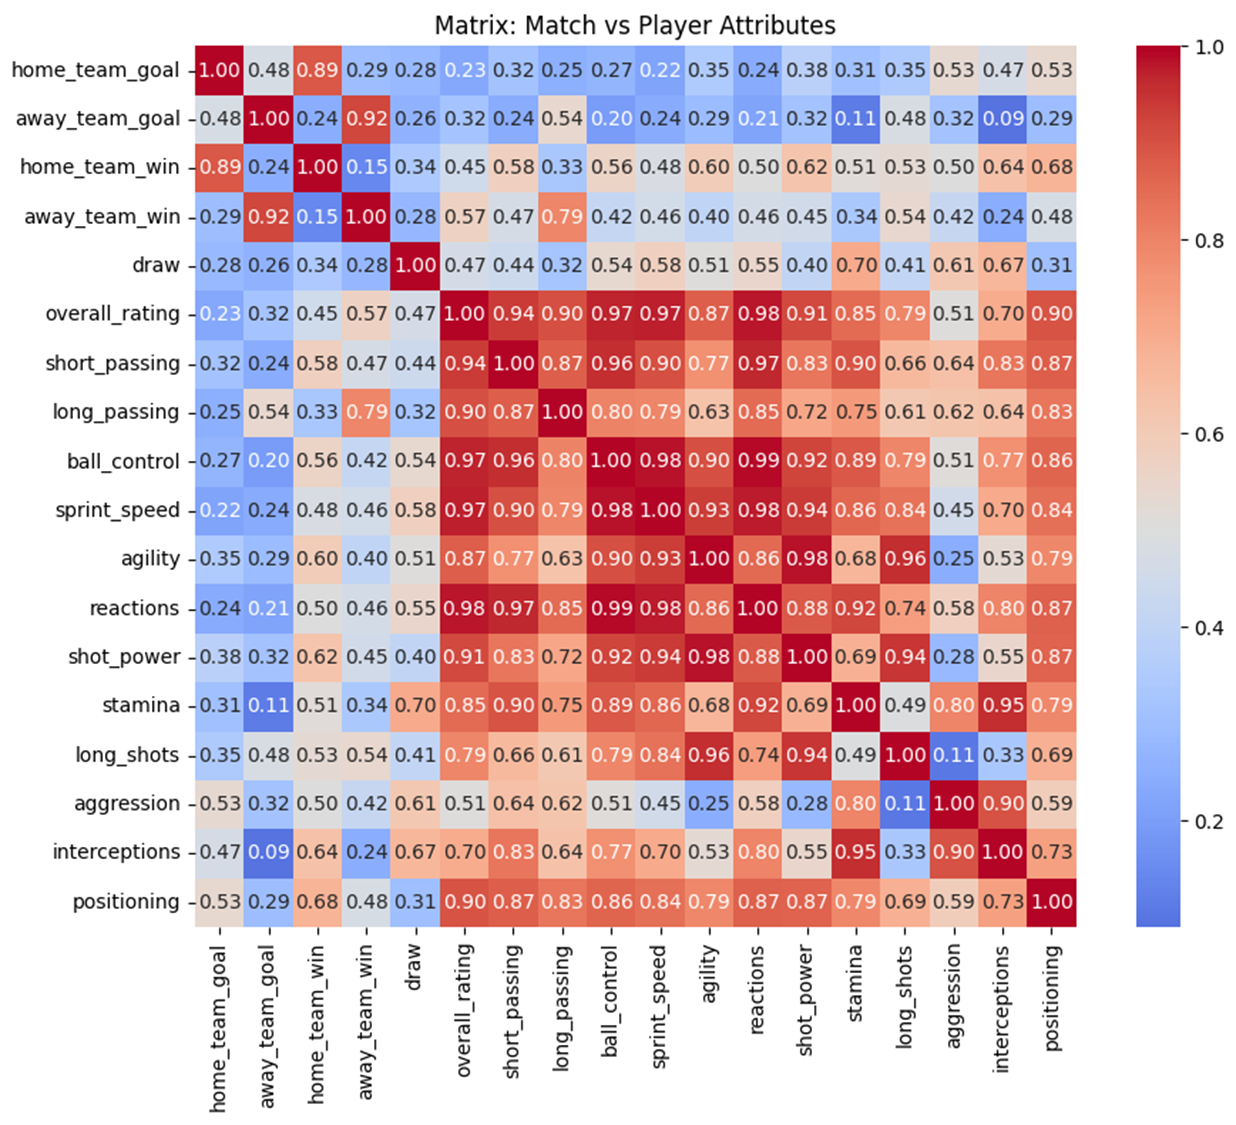 Matrix: Match vs Player Attributes
home_team_goal 1.00 0.48 0.89 0.29 0.28 0.23 0.32 0.25 0.27 0.22 0.35 0.24 0.38 0.31 0.35 0.53 0.47 0.53
away_team_goal 0.48 1.00 0.24 0.92 0.26 0.32 0.24 0.54 0.20 0.24 0.29 0.21 0.32 0.11 0.48 0.32 0.09 0.29
home_team_win 0.89 0.24 1.00 0.15 0.34 0.45 0.58 0.33 0.56 0.48 0.60 0.50 0.62 0.51 0.53 0.50 0.64 0.68
away_team_win 0.29 0.92 0.15 1.00 0.28 0.57 0.47 0.79 0.42 0.46 0.40 0.46 0.45 0.34 0.54 0.42 0.24 0.48
draw 0.28 0.26 0.34 0.28 1.00 0.47 0.44 0.32 0.54 0.58 0.51 0.55 0.40 0.70 0.41 0.61 0.67 0.31
overall_rating 0.23 0.32 0.45 0.57 0.47 1.00 0.94 0.90 0.97 0.97 0.87 0.98 0.91 0.85 0.79 0.51 0.70 0.90
short_passing 0.32 0.24 0.58 0.47 0.44 0.94 1.00 0.87 0.96 0.90 0.77 0.97 0.83 0.90 0.66 0.64 0.83 0.87
long_passing 0.25 0.54 0.33 0.79 0.32 0.90 0.87 1.00 0.80 0.79 0.63 0.85 0.72 0.75 0.61 0.62 0.64 0.83
ball_control 0.27 0.20 0.56 0.42 0.54 0.97 0.96 0.80 1.00 0.98 0.90 0.99 0.92 0.89 0.79 0.51 0.77 0.86
sprint_speed 0.22 0.24 0.48 0.46 0.58 0.97 0.90 0.79 0.98 1.00 0.93 0.98 0.94 0.86 0.84 0.45 0.70 0.84
agility 0.35 0.29 0.60 0.40 0.51 0.87 0.77 0.63 0.90 0.93 1.00 0.86 0.98 0.68 0.96 0.25 0.53 0.79
reactions 0.24 0.21 0.50 0.46 0.55 0.98 0.97 0.85 0.99 0.98 0.86 1.00 0.88 0.92 0.74 0.58 0.80 0.87
shot_power 0.38 0.32 0.62 0.45 0.40 0.91 0.83 0.72 0.92 0.94 0.98 0.88 1.00 0.69 0.94 0.28 0.55 0.87
stamina 0.31 0.11 0.51 0.34 0.70 0.85 0.90 0.75 0.89 0.86 0.68 0.92 0.69 1.00 0.49 0.80 0.95 0.79
long_shots 0.35 0.48 0.53 0.54 0.41 0.79 0.66 0.61 0.79 0.84 0.96 0.74 0.94 0.49 1.00 0.11 0.33 0.69
aggression 0.53 0.32 0.50 0.42 0.61 0.51 0.64 0.62 0.51 0.45 0.25 0.58 0.28 0.80 0.11 1.00 0.90 0.59
interceptions 0.47 0.09 0.64 0.24 0.67 0.70 0.83 0.64 0.77 0.70 0.53 0.80 0.55 0.95 0.33 0.90 1.00 0.73
positioning 0.53 0.29 0.68 0.48 0.31 0.90 0.87 0.83 0.86 0.84 0.79 0.87 0.87 0.79 0.69 0.59 0.73 1.00
home_team_goal
away_team_goal
home_team_win
away_team_win
draw
overall_rating
short_passing
long_passing
ball_control
sprint_speed
agility
reactions
shot_power
stamina
long_shots
aggression
interceptions
positioning
1.0
0.8
0.6
0.4
0.2